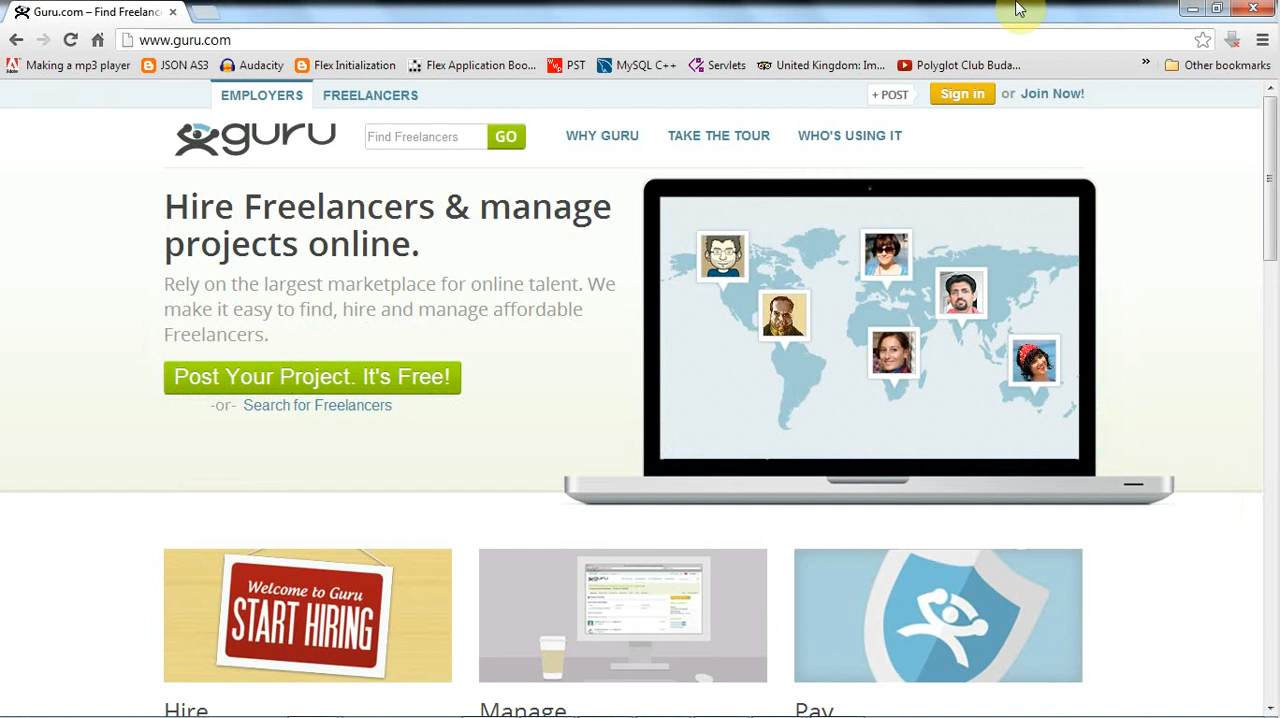 Guru.com – Find Freelanc
www.guru.com
Making a mp3 player
JSON AS3
Audacity
Flex Initialization
Flex Application Boo...
PST
MySQL C++
Servlets
United Kingdom: Im...
Polyglot Club Suda...
»
Other bookmarks
EMPLOYERS
FREELANCERS
+ POST
Sign in
or
Join Now!
guru
Find Freelancers
GO
WHY GURU
TAKE THE TOUR
WHO'S USING IT
Hire Freelancers & manage
projects online.
Rely on the largest marketplace for online talent. We
make it easy to find, hire and manage affordable
Freelancers.
Post Your Project. It's Free!
-or- Search for Freelancers
Welcome to Guru
START HIRING
guru
Hire
Manage
Pay